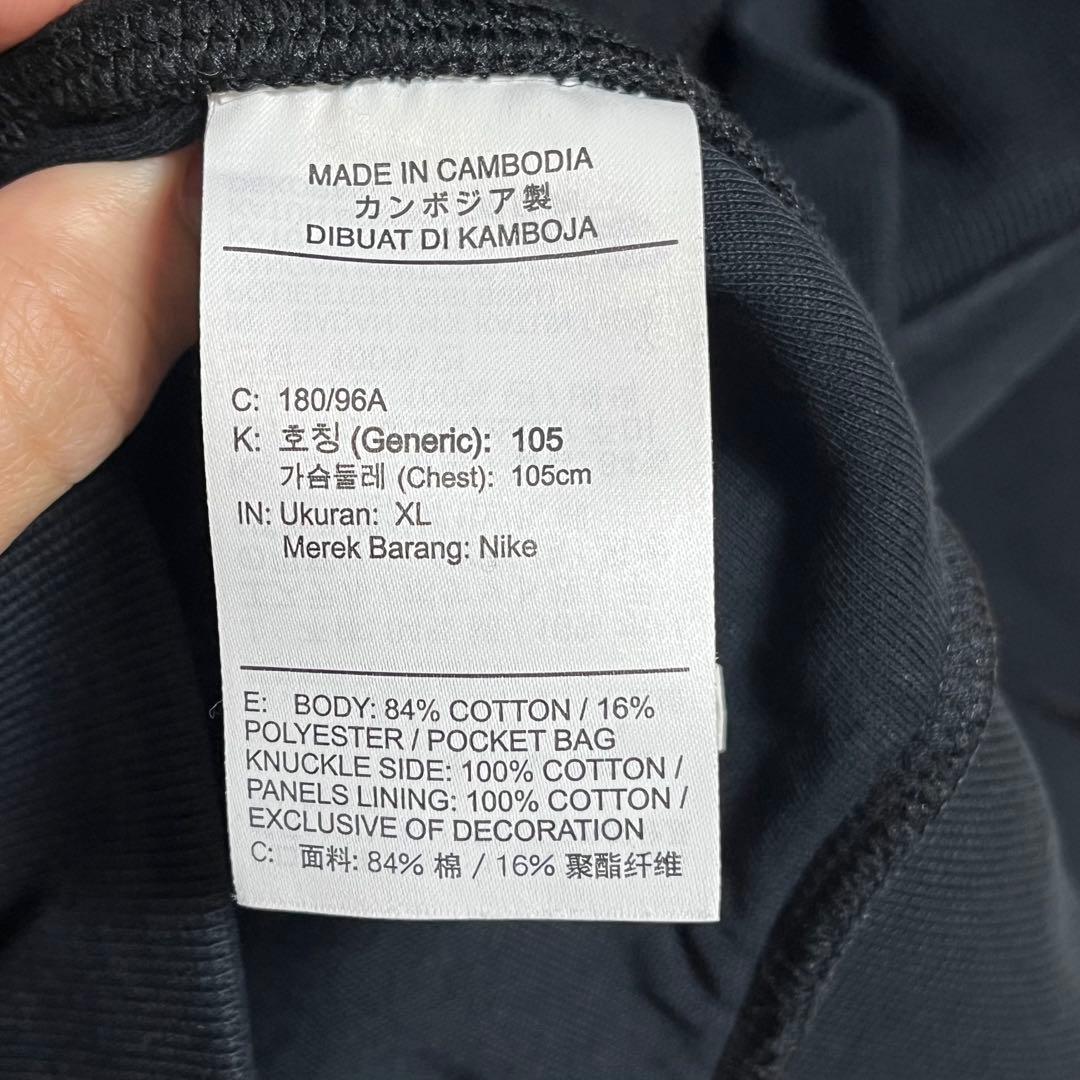 MADE IN CAMBODIA
カンボジア製
DIBUAT DI KAMBOJA
C: 180/96A
K: 호칭 (Generic): 105
가슴둘레 (Chest): 105cm
IN: Ukuran: XL
Merek Barang: Nike
E: BODY: 84% COTTON / 16%
POLYESTER / POCKET BAG
KNUCKLE SIDE: 100% COTTON /
PANELS LINING: 100% COTTON /
EXCLUSIVE OF DECORATION
C: 面料: 84% 棉 / 16% 聚酯纤维